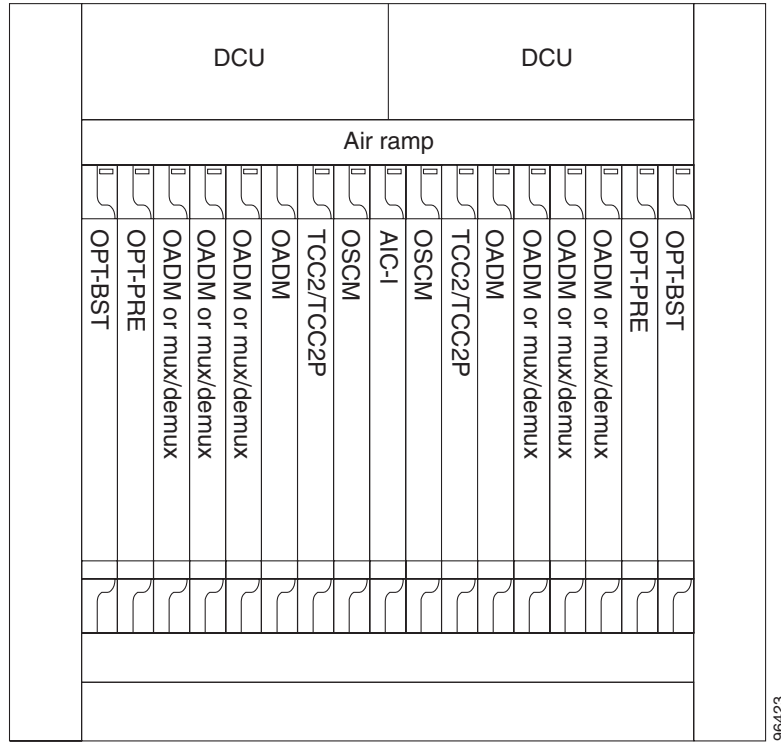 DCU
DCU
Air ramp
OPT-BST
OPT-PRE
OADM or mux/demux
OADM or mux/demux
OADM or mux/demux
OADM
TCC2/TCC2P
OSCM
AIC-I
OSCM
TCC2/TCC2P
OADM
OADM or mux/demux
OADM or mux/demux
OADM or mux/demux
OPT-PRE
OPT-BST
96423